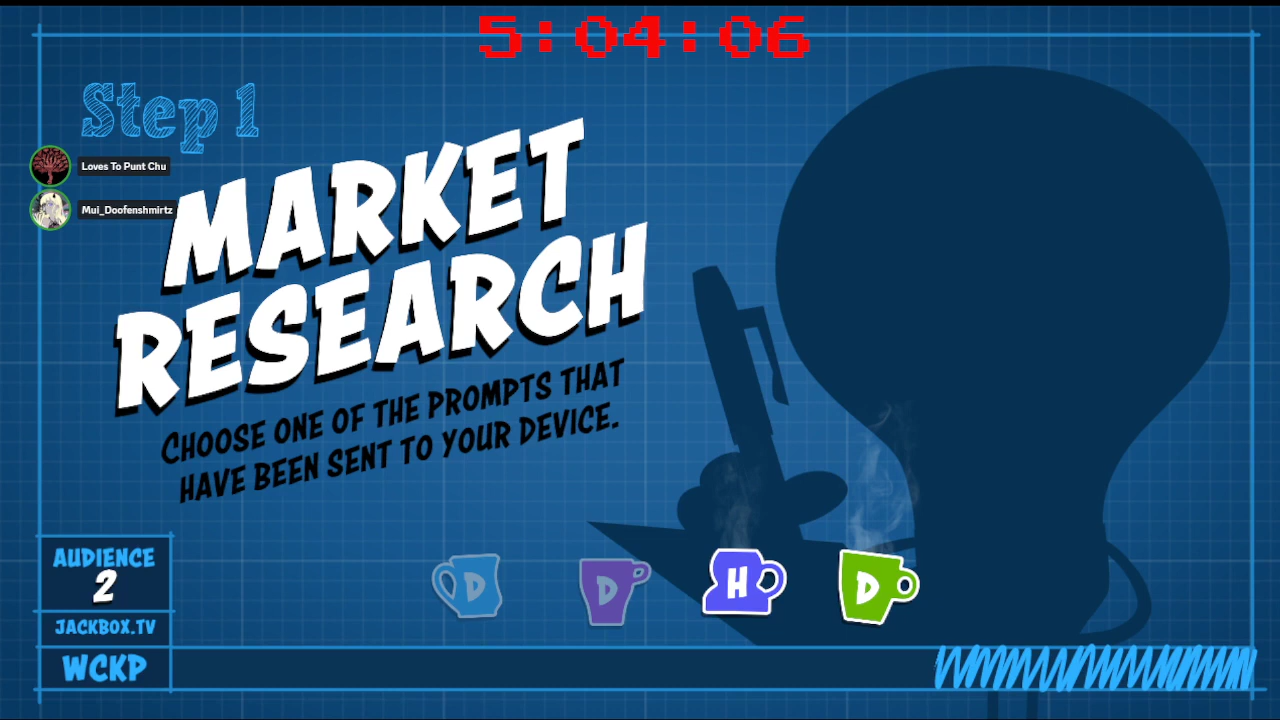 5:04:06
Step 1
Loves To Punt Chu
Mui_Doofenshmirtz
MARKET
RESEARCH
CHOOSE ONE OF THE PROMPTS THAT
HAVE BEEN SENT TO YOUR DEVICE.
D
D
H
D
AUDIENCE
2
JACKBOX.TV
WCKP